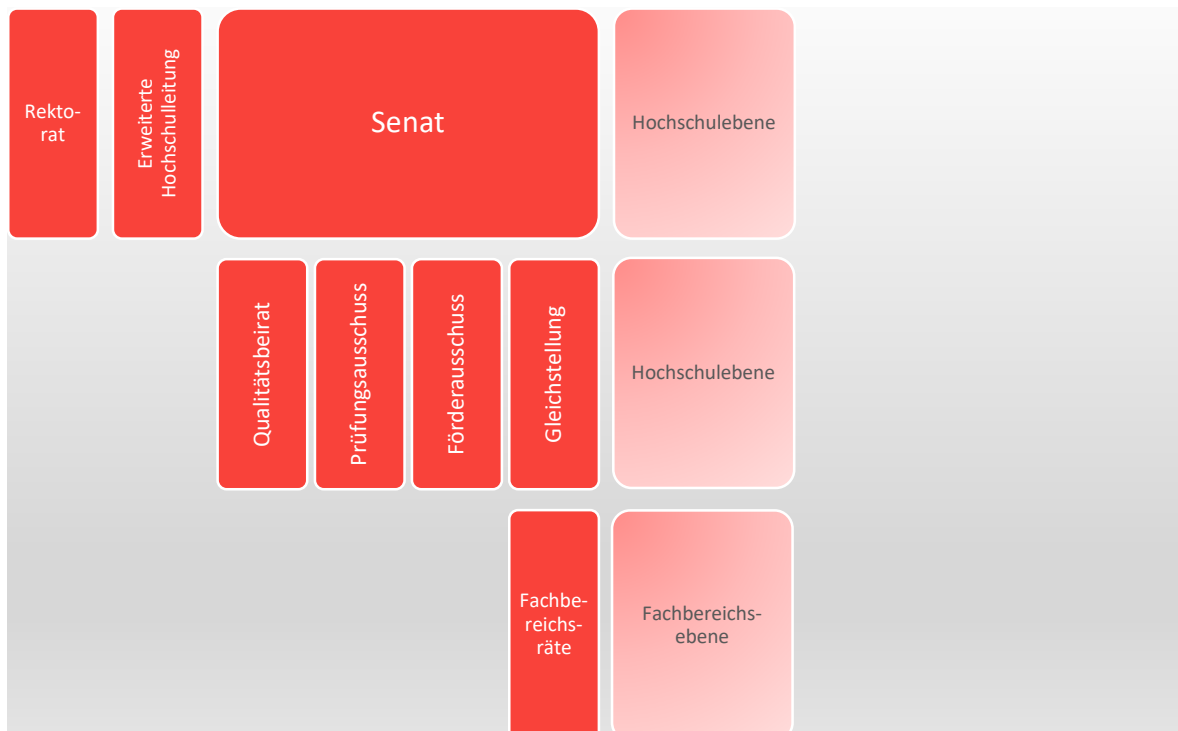 Rekto-
rat
Erweiterte
Hochschulleitung
Senat
Hochschulebene
Qualitätsbeirat
Prüfungsausschuss
Förderausschuss
Gleichstellung
Hochschulebene
Fachbe-
reichs-
räte
Fachbereichs-
ebene